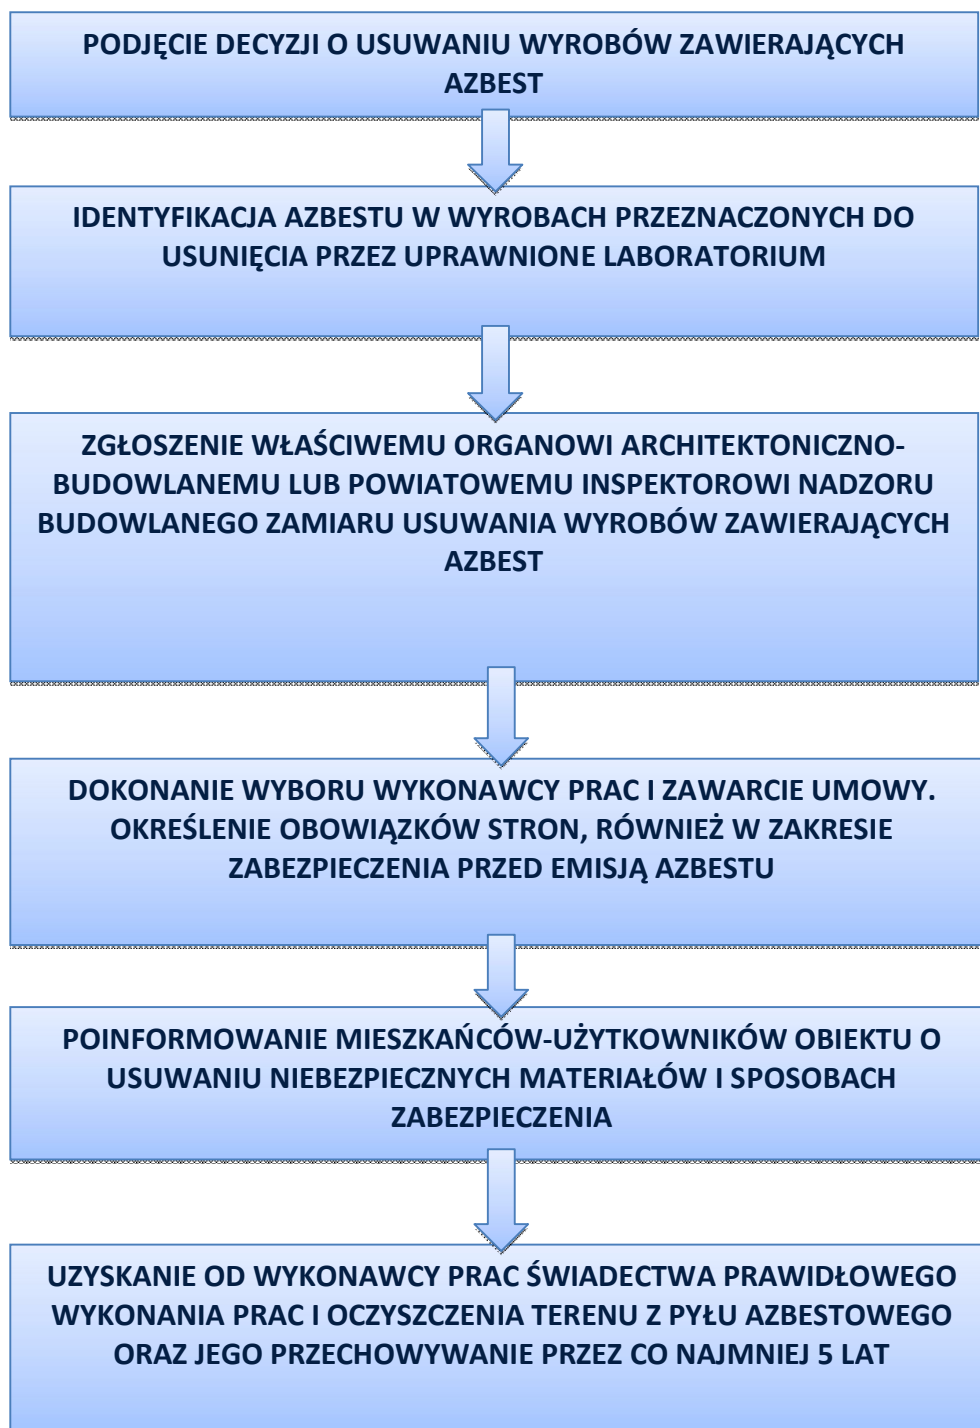 PODJĘCIE DECYZJI O USUWANIU WYROBÓW ZAWIERAJĄCYCH
AZBEST
IDENTYFIKACJA AZBESTU W WYROBACH PRZEZNACZONYCH DO
USUNIĘCIA PRZEZ UPRAWNIONE LABORATORIUM
ZGŁOSZENIE WŁAŚCIWEMU ORGANOWI ARCHITEKTONICZNO-
BUDOWLANEMU LUB POWIATOWEMU INSPEKTOROWI NADZORU
BUDOWLANEGO ZAMIARU USUWANIA WYROBÓW ZAWIERAJĄCYCH
AZBEST
DOKONANIE WYBORU WYKONAWCY PRAC I ZAWARCIE UMOWY.
OKREŚLENIE OBOWIĄZKÓW STRON, RÓWNIEŻ W ZAKRESIE
ZABEZPIECZENIA PRZED EMISJĄ AZBESTU
POINFORMOWANIE MIESZKAŃCÓW-UŻYTKOWNIKÓW OBIEKTU O
USUWANIU NIEBEZPIECZNYCH MATERIAŁÓW I SPOSOBACH
ZABEZPIECZENIA
UZYSKANIE OD WYKONAWCY PRAC ŚWIADECTWA PRAWIDŁOWEGO
WYKONANIA PRAC I OCZYSZCZENIA TERENU Z PYŁU AZBESTOWEGO
ORAZ JEGO PRZECHOWYWANIE PRZEZ CO NAJMNIEJ 5 LAT